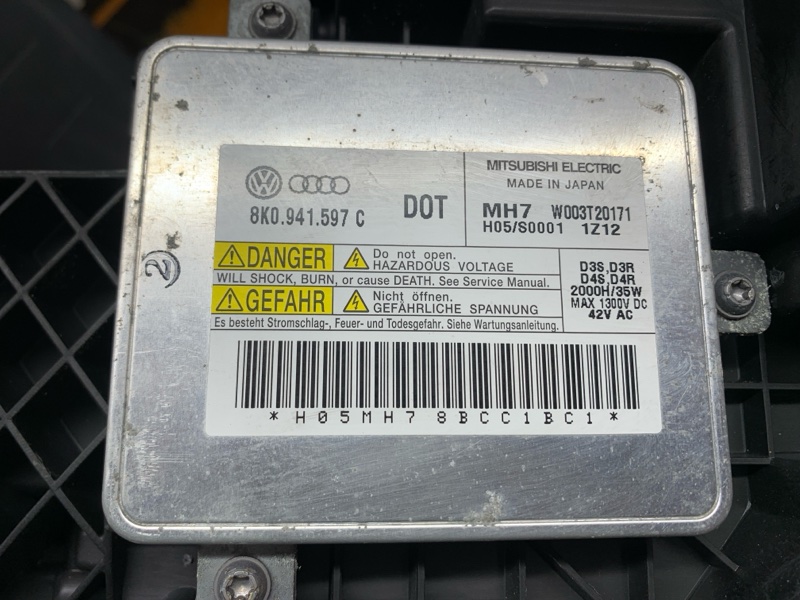 8K0.941.597 C
DOT
MITSUBISHI ELECTRIC
MADE IN JAPAN
MH7 W003T20171
H05/S0001 1Z12
DANGER
Do not open.
HAZARDOUS VOLTAGE
WILL SHOCK, BURN, or cause DEATH. See Service Manual.
GEFAHR
Nicht öffnen.
GEFÄHRLICHE SPANNUNG
Es besteht Stromschlag-, Feuer- und Todesgefahr. Siehe Wartungsanleitung.
D3S,D3R
D4S,D4R
2000H/35W
MAX 1300V DC
42V AC
*H05MH78BCC1BC1*
2)